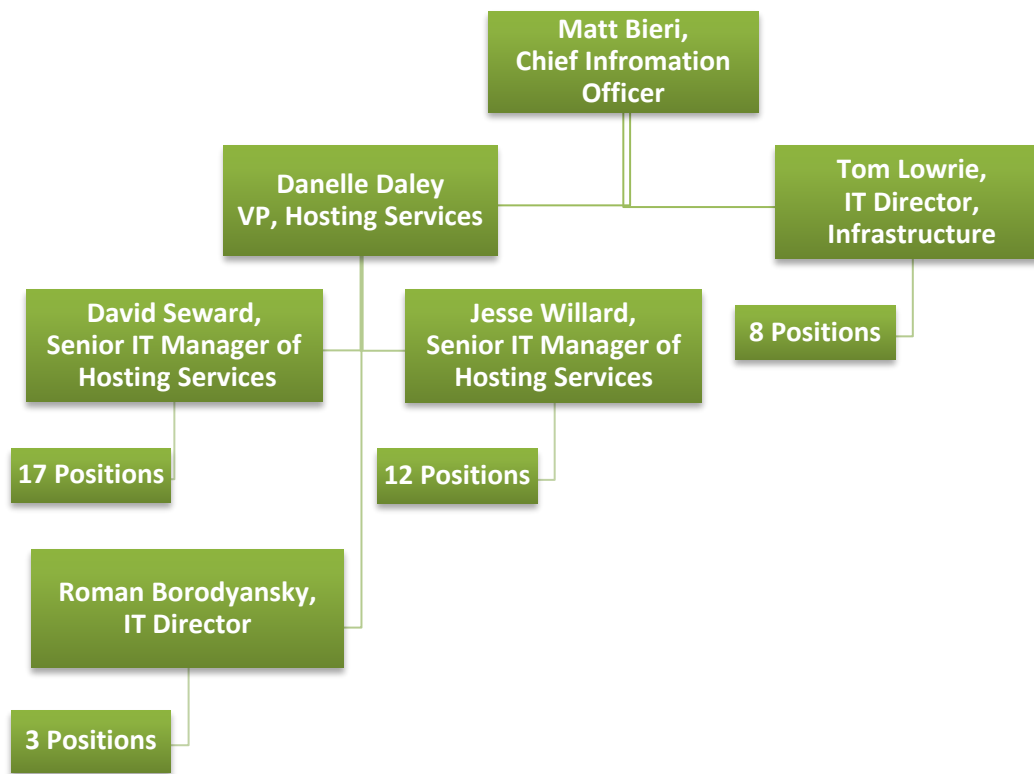 Matt Bieri,
Chief Infromation
Officer
Danelle Daley
VP, Hosting Services
Tom Lowrie,
IT Director,
Infrastructure
David Seward,
Senior IT Manager of
Hosting Services
Jesse Willard,
Senior IT Manager of
Hosting Services
8 Positions
17 Positions
12 Positions
Roman Borodyansky,
IT Director
3 Positions